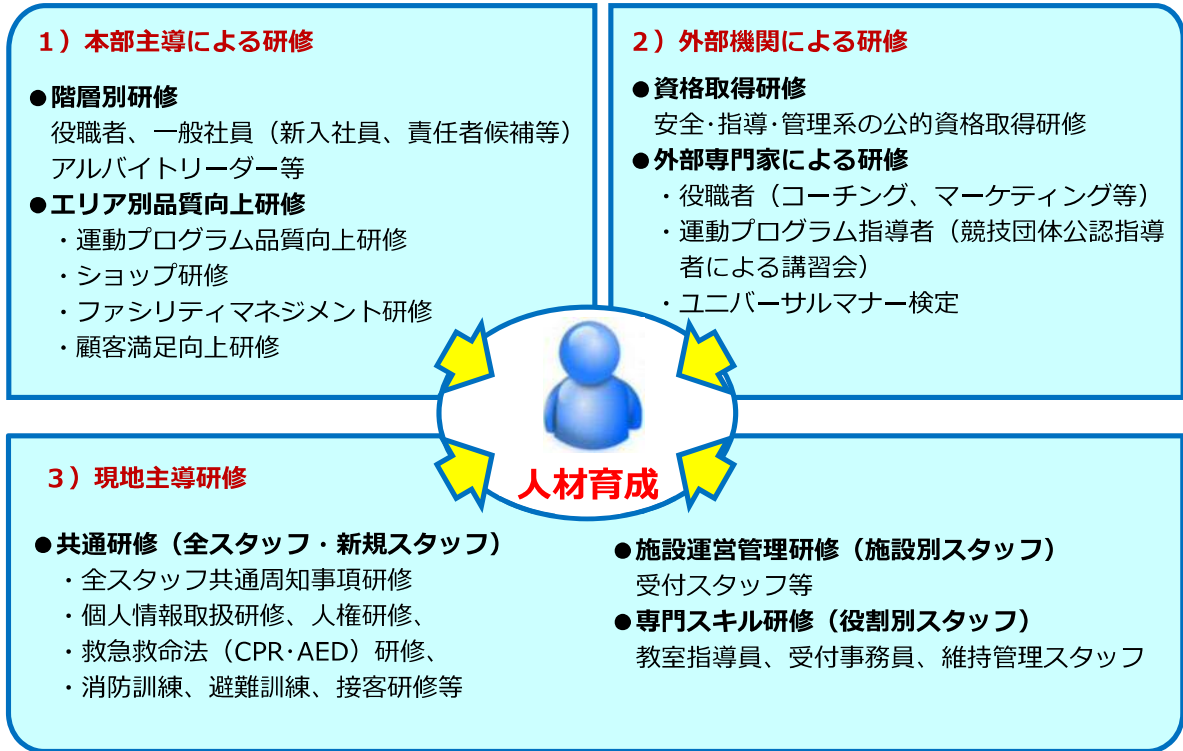 1）本部主導による研修
●階層別研修
役職者、一般社員（新入社員、責任者候補等）
アルバイトリーダー等
●エリア別品質向上研修
・運動プログラム品質向上研修
・ショップ研修
・ファシリティマネジメント研修
・顧客満足向上研修
2）外部機関による研修
●資格取得研修
安全･指導･管理系の公的資格取得研修
●外部専門家による研修
・役職者（コーチング、マーケティング等）
・運動プログラム指導者（競技団体公認指導
者による講習会）
・ユニバーサルマナー検定
人材育成
3）現地主導研修
●共通研修（全スタッフ・新規スタッフ）
・全スタッフ共通周知事項研修
・個人情報取扱研修、人権研修、
・救急救命法（CPR･AED）研修、
・消防訓練、避難訓練、接客研修等
●施設運営管理研修（施設別スタッフ）
受付スタッフ等
●専門スキル研修（役割別スタッフ）
教室指導員、受付事務員、維持管理スタッフ